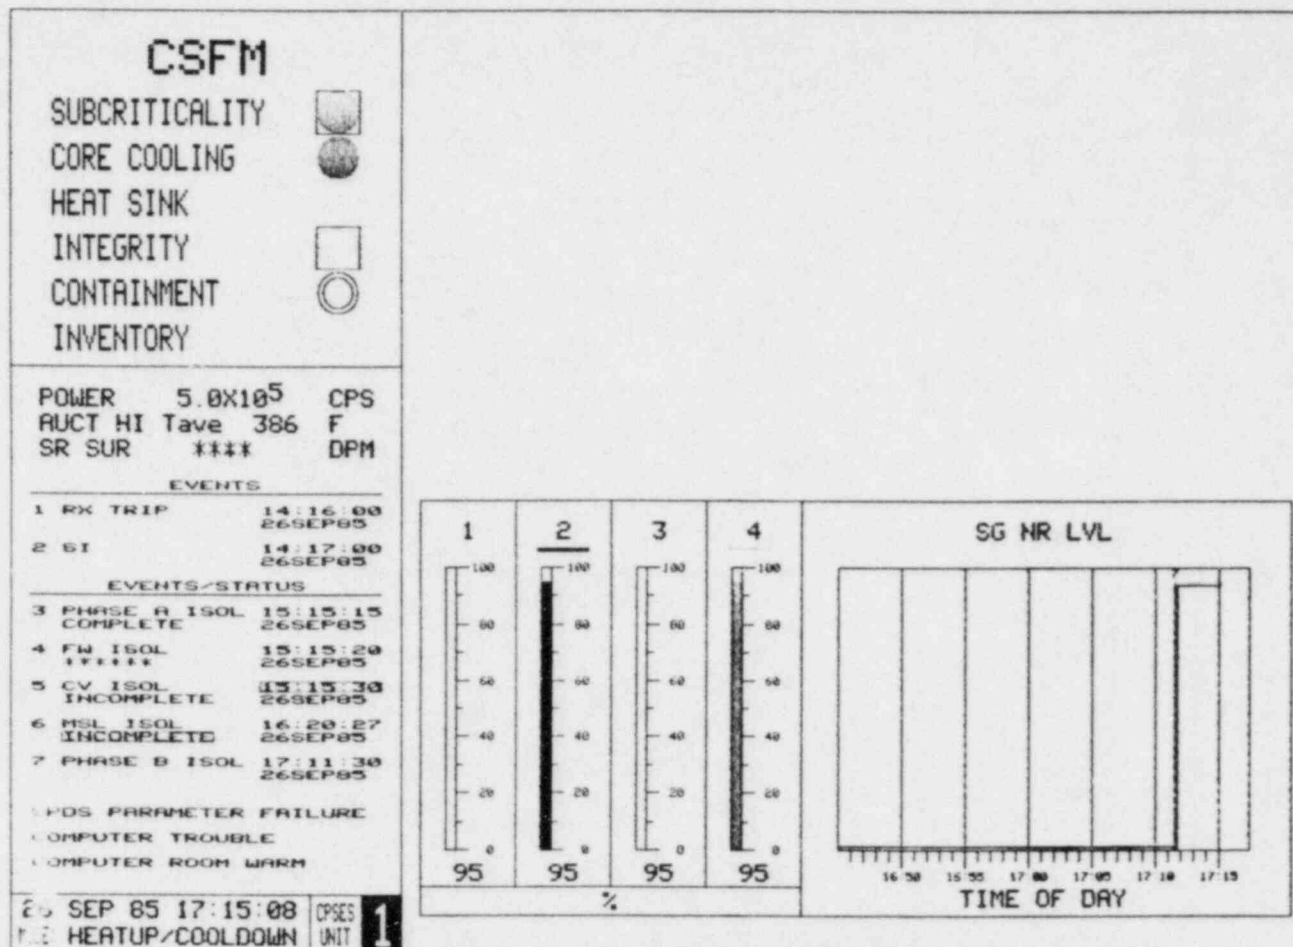 CSFM
SUBCRITICALITY
CORE COOLING
HEAT SINK
INTEGRITY
CONTAINMENT
INVENTORY
POWER 5.0X10⁵ CPS
AUCT HI Tave 386 F
SR SUR **** DPM
EVENTS
1 RX TRIP 14:16:00
26SEP85
2 SI 14:17:00
26SEP85
EVENTS/STATUS
3 PHASE A ISOL 15:15:15
COMPLETE 26SEP85
4 FW ISOL 15:15:20
****** 26SEP85
5 CV ISOL 15:15:30
INCOMPLETE 26SEP85
6 MSL ISOL 16:20:27
INCOMPLETE 26SEP85
7 PHASE B ISOL 17:11:30
26SEP85
PARAMETER FAILURE
COMPUTER TROUBLE
COMPUTER ROOM WARM
26 SEP 85 17:15:08
HEATUP/COOLDOWN
CPSES
UNIT
1
1 2 3 4
100 100 100 100
80 80 80 80
60 60 60 60
40 40 40 40
20 20 20 20
0 0 0 0
95 95 95 95
%
SG NR LVL
16:50 16:55 17:00 17:05 17:10 17:15
TIME OF DAY